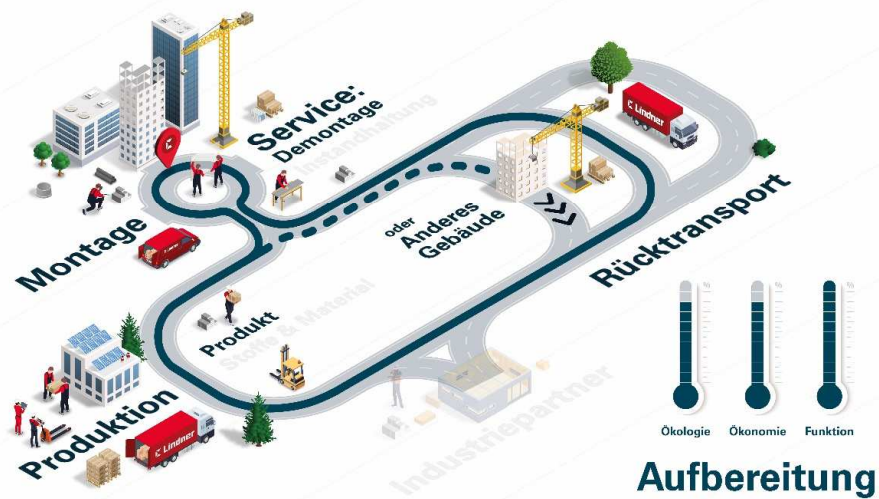 Service:
Demontage
Instandhaltung
Lindner
Montage
oder
Anderes
Gebäude
Rücktransport
Produkt
Stoffe & Material
Produktion
Lindner
Industriepartner
% % %
Ökologie Ökonomie Funktion
Aufbereitung